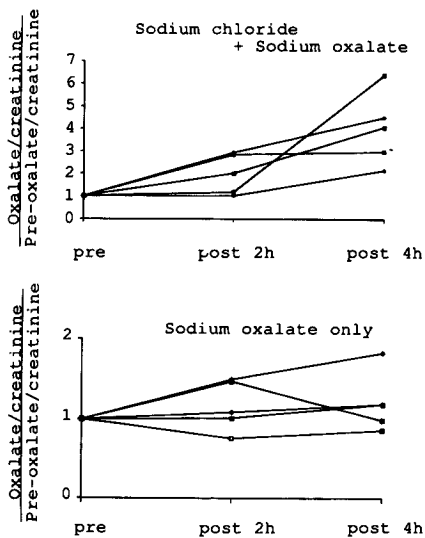 Sodium chloride
+ Sodium oxalate
Oxalate/creatinine
Pre-oxalate/creatinine
7
6
5
4
3
2
1
0
pre
post 2h
post 4h
Sodium oxalate only
Oxalate/creatinine
Pre-oxalate/creatinine
2
1
0
pre
post 2h
post 4h